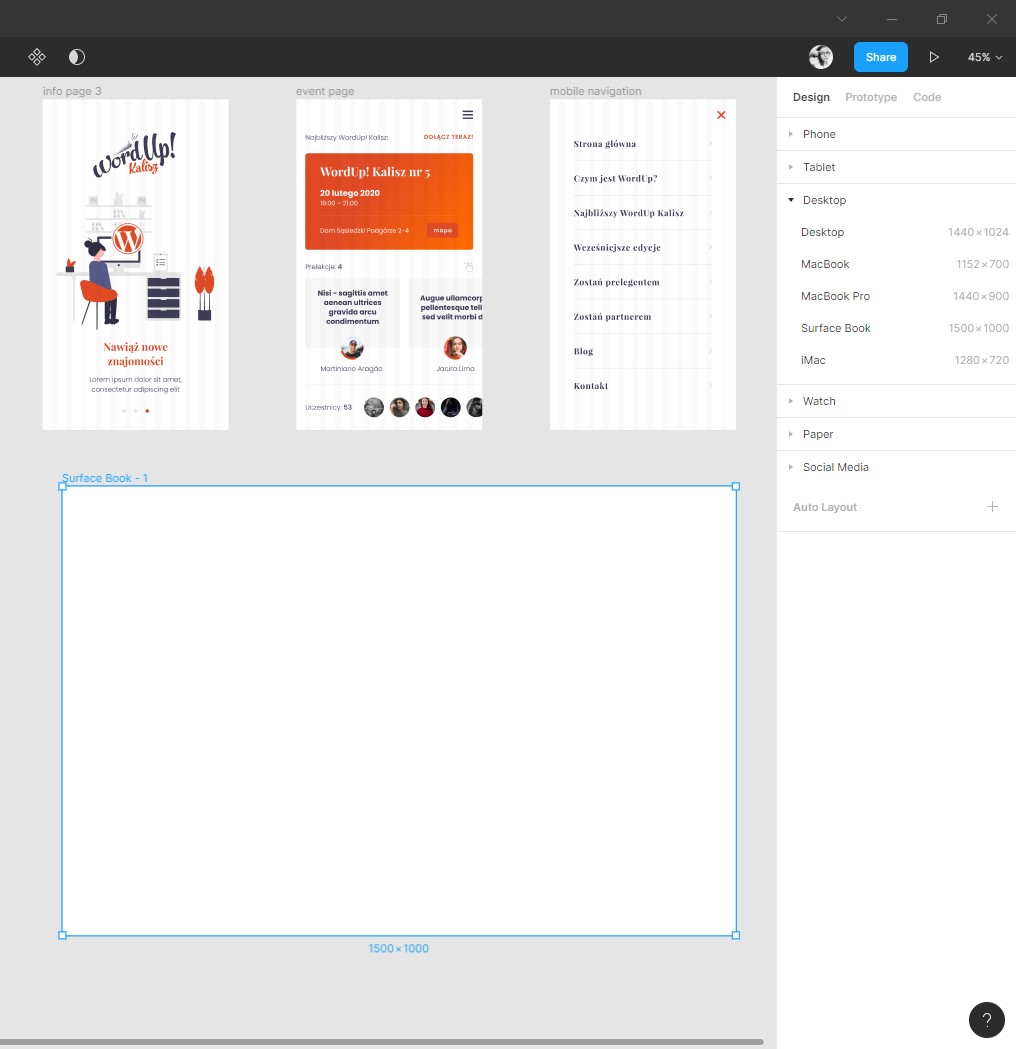 Share
45%
info page 3
event page
mobile navigation
Design
Prototype
Code
WordUp!
by
Kalisz
Nawiąż nowe
znajomości
Lorem ipsum dolor sit amet,
consectetur adipiscing elit
Najbliższy WordUp! Kalisz:
DOŁĄCZ TERAZ!
WordUp! Kalisz nr 5
20 lutego 2020
19:00 – 21:00
Dom Sąsiedzki Podgórze 2-4
mapa
Prelekcje: 4
Nisi - sagittis amet
aenean ultrices
gravida arcu
condimentum
Martiniano Aragão
Augue ullamcorp
pellentesque tell
sed velit morbi d
Jacira Lima
Uczestnicy: 53
Strona główna
Czym jest WordUp?
Najbliższy WordUp Kalisz
Wcześniejsze edycje
Zostań prelegentem
Zostań partnerem
Blog
Kontakt
Phone
Tablet
Desktop
Desktop 1440×1024
MacBook 1152×700
MacBook Pro 1440×900
Surface Book 1500×1000
iMac 1280×720
Watch
Paper
Social Media
Auto Layout
Surface Book - 1
1500×1000
?